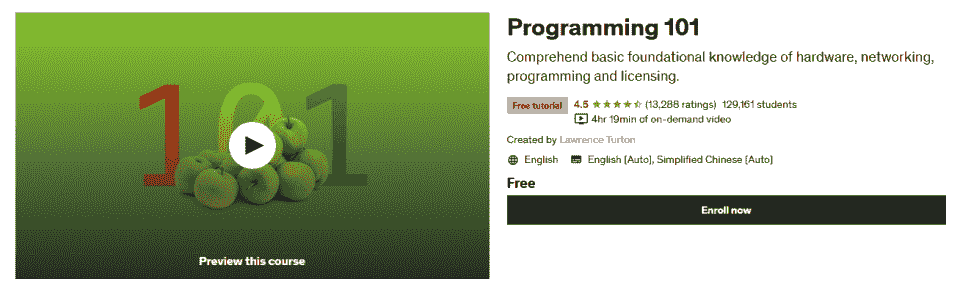 101
Preview this course
Programming 101
Comprehend basic foundational knowledge of hardware, networking,
programming and licensing.
Free tutorial 4.5 (13,288 ratings) 129,161 students
4hr 19min of on-demand video
Created by Lawrence Turton
English English [Auto], Simplified Chinese [Auto]
Free
Enroll now